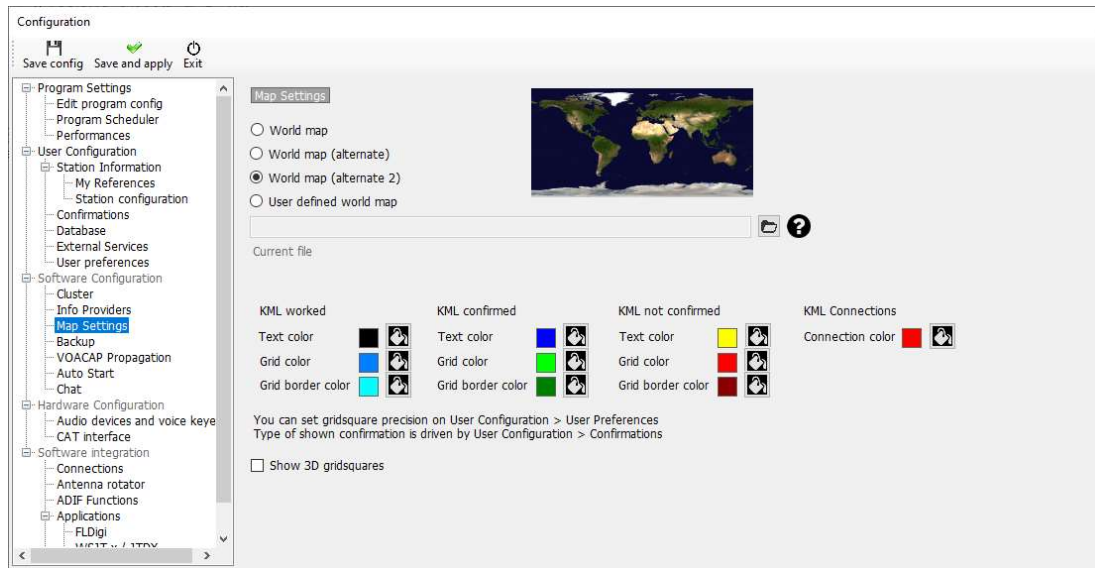 Configuration
Save config Save and apply Exit
Program Settings
Edit program config
Program Scheduler
Performances
User Configuration
Station Information
My References
Station configuration
Confirmations
Database
External Services
User preferences
Software Configuration
Cluster
Info Providers
Map Settings
Backup
VOACAP Propagation
Auto Start
Chat
Hardware Configuration
Audio devices and voice keye
CAT interface
Software integration
Connections
Antenna rotator
ADIF Functions
Applications
FLDigi
WSJT-x / JTDX
Map Settings
World map
World map (alternate)
World map (alternate 2)
User defined world map
?
Current file
KML worked KML confirmed KML not confirmed KML Connections
Text color Text color Text color Connection color
Grid color Grid color Grid color
Grid border color Grid border color Grid border color
You can set gridsquare precision on User Configuration > User Preferences
Type of shown confirmation is driven by User Configuration > Confirmations
Show 3D gridsquares